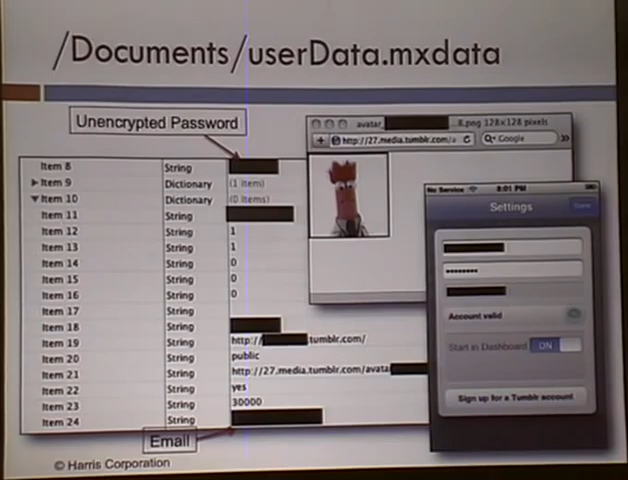 /Documents/userData.mxdata
Unencrypted Password
Item 8 String
Item 9 Dictionary (1 item)
Item 10 Dictionary (0 items)
Item 11 String
Item 12 String 1
Item 13 String 1
Item 14 String 0
Item 15 String 0
Item 16 String 0
Item 17 String
Item 18 String
Item 19 String http:// .tumblr.com/
Item 20 String public
Item 21 String http://27.media.tumblr.com/avatar
Item 22 String yes
Item 23 String 30000
Item 24 String
Email
© Harris Corporation
avatar_ 8.png 128×128 pixels
http://27.media.tumblr.com/a Google
No Service 8:01 PM
Settings
••••••••
Account valid
Start in Dashboard ON
Sign up for a Tumblr account